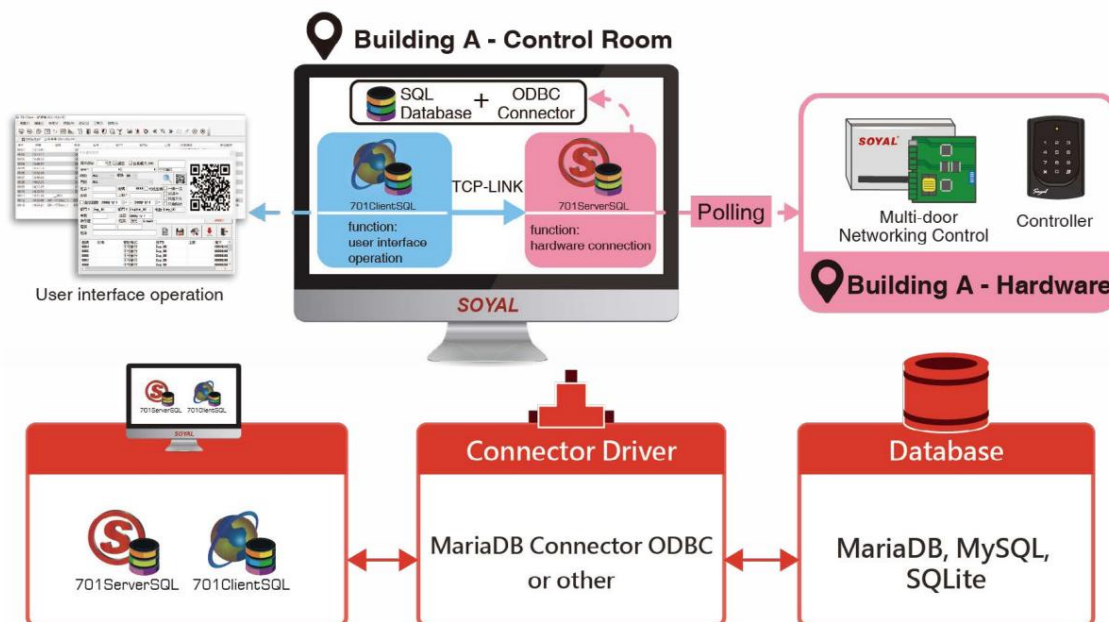 Building A - Control Room
SQL
Database
+
ODBC
Connector
701ClientSQL
function:
user interface
operation
TCP-LINK
701ServerSQL
function:
hardware connection
Polling
SOYAL
Multi-door
Networking Control
Soyal
Controller
Building A - Hardware
User interface operation
SOYAL
701ServerSQL
701ClientSQL
SOYAL
701ServerSQL
701ClientSQL
Connector Driver
MariaDB Connector ODBC
or other
Database
MariaDB, MySQL,
SQLite